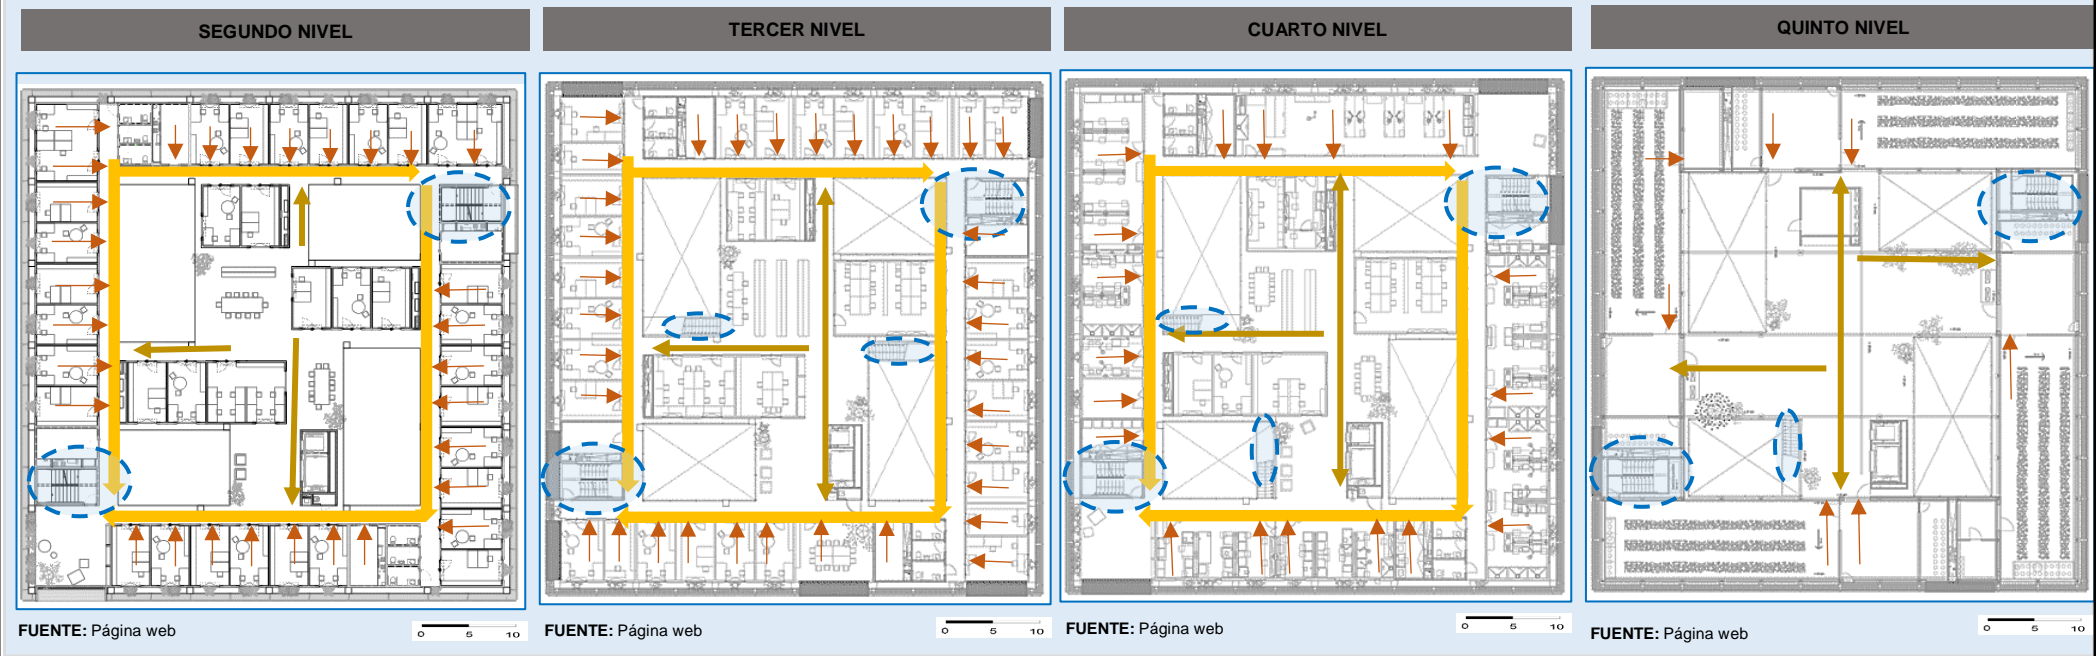 SEGUNDO NIVEL
TERCER NIVEL
CUARTO NIVEL
QUINTO NIVEL
FUENTE: Página web
0 5 10
FUENTE: Página web
0 5 10
FUENTE: Página web
0 5 10
FUENTE: Página web
0 5 10